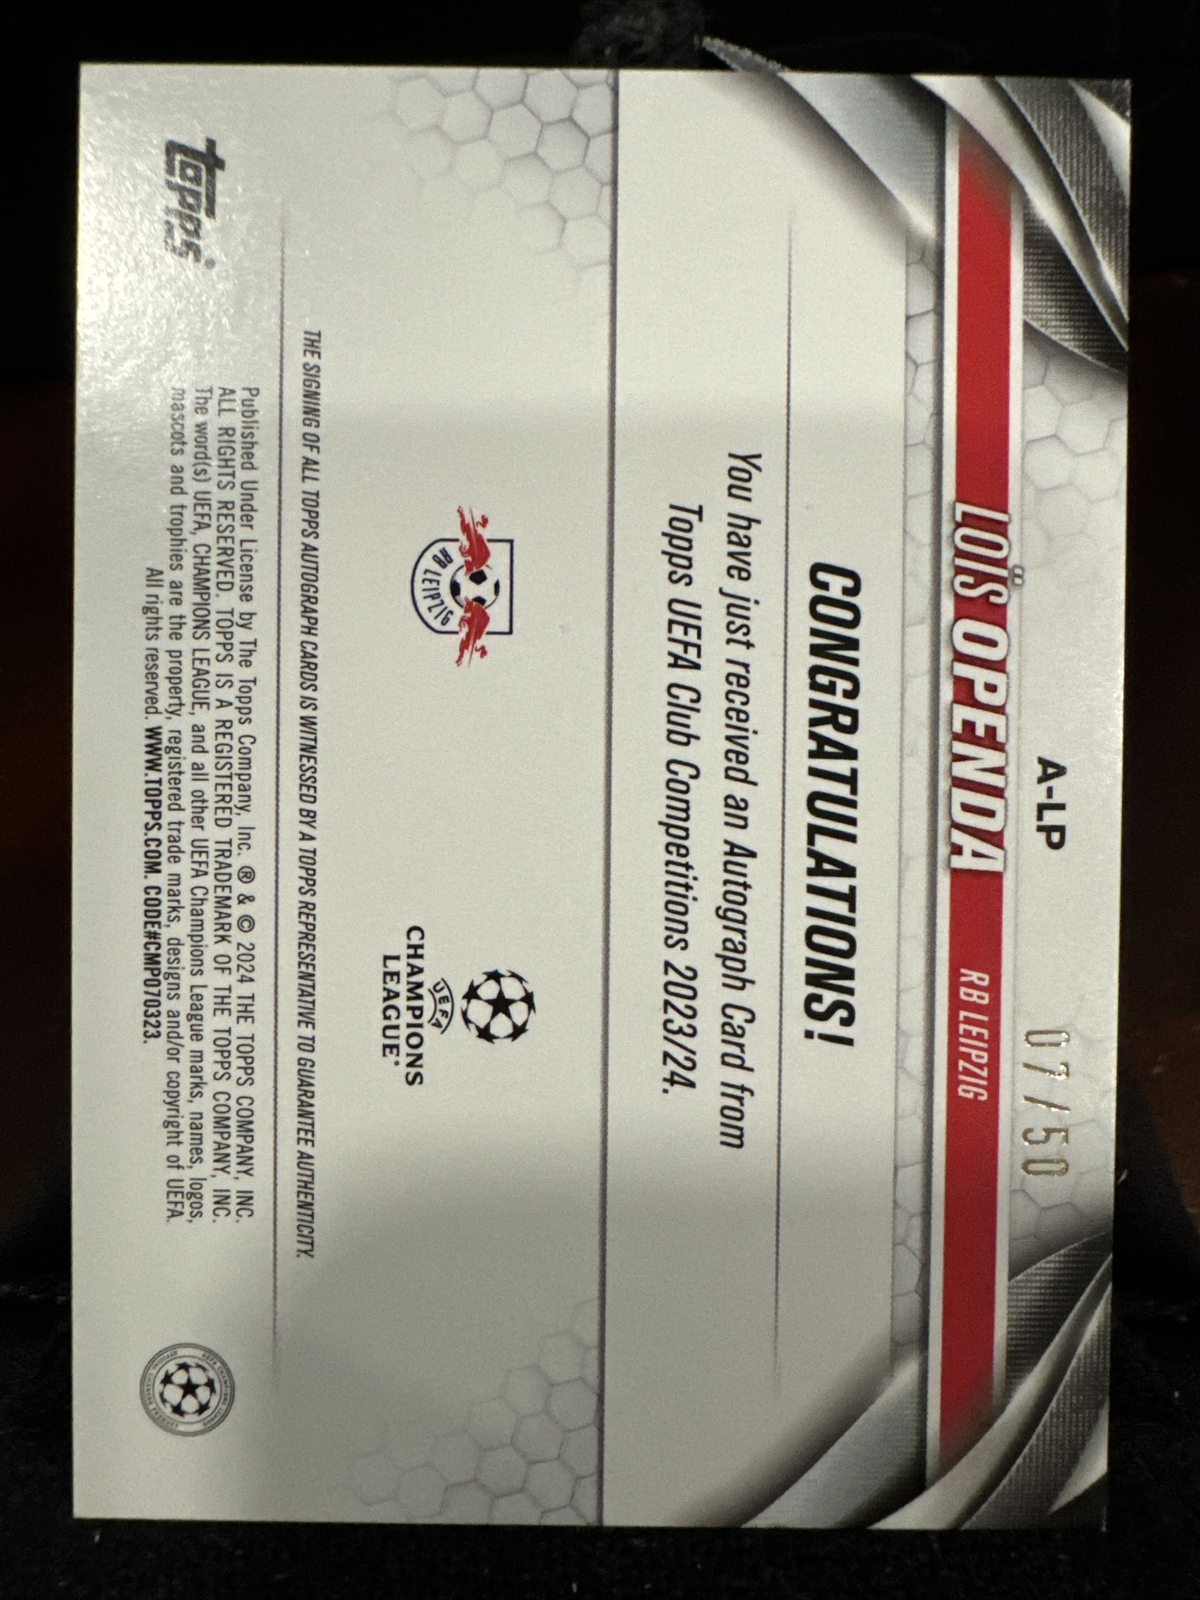 A-LP
07/50
LOÏS OPENDA RB LEIPZIG
CONGRATULATIONS!
You have just received an Autograph Card from
Topps UEFA Club Competitions 2023/24.
RB LEIPZIG
UEFA
CHAMPIONS
LEAGUE®
THE SIGNING OF ALL TOPPS AUTOGRAPH CARDS IS WITNESSED BY A TOPPS REPRESENTATIVE TO GUARANTEE AUTHENTICITY.
topps®
Published Under License by The Topps Company, Inc. ® & © 2024 THE TOPPS COMPANY, INC.
ALL RIGHTS RESERVED. TOPPS IS A REGISTERED TRADEMARK OF THE TOPPS COMPANY, INC.
The word(s) UEFA, CHAMPIONS LEAGUE, and all other UEFA Champions League marks, names, logos,
mascots and trophies are the property, registered trade marks, designs and/or copyright of UEFA.
All rights reserved. WWW.TOPPS.COM. CODE#CMP070323.